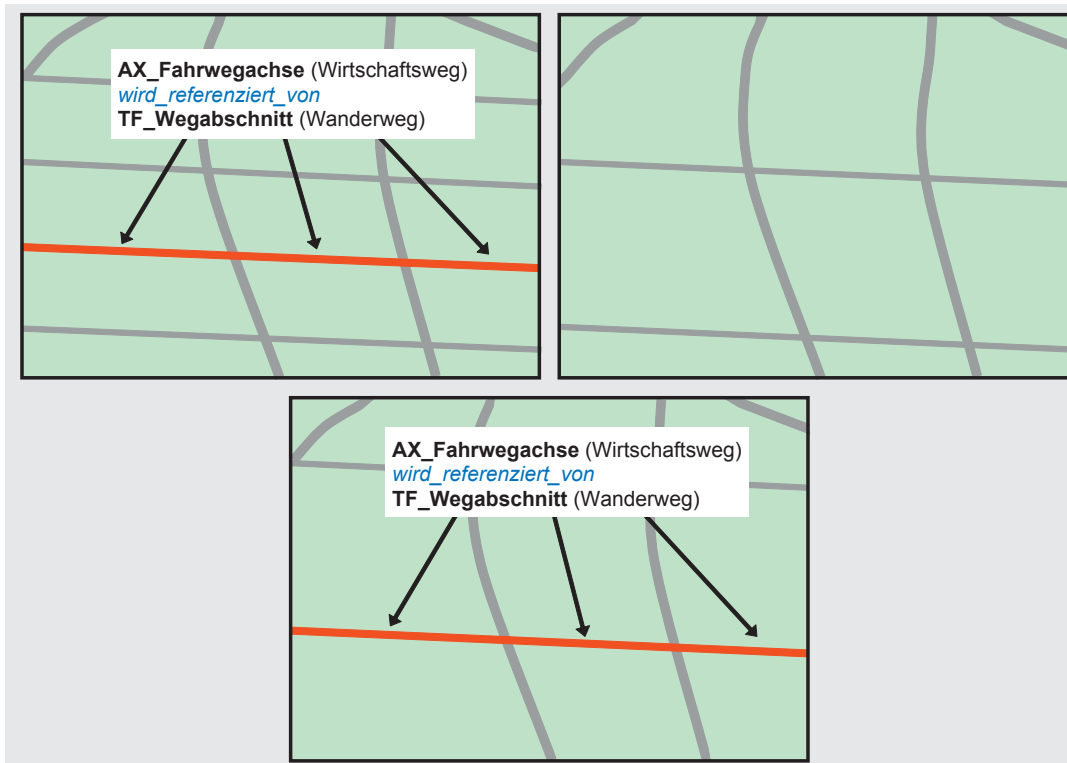 AX_Fahrwegachse (Wirtschaftsweg)
wird_referenziert_von
TF_Wegabschnitt (Wanderweg)
AX_Fahrwegachse (Wirtschaftsweg)
wird_referenziert_von
TF_Wegabschnitt (Wanderweg)